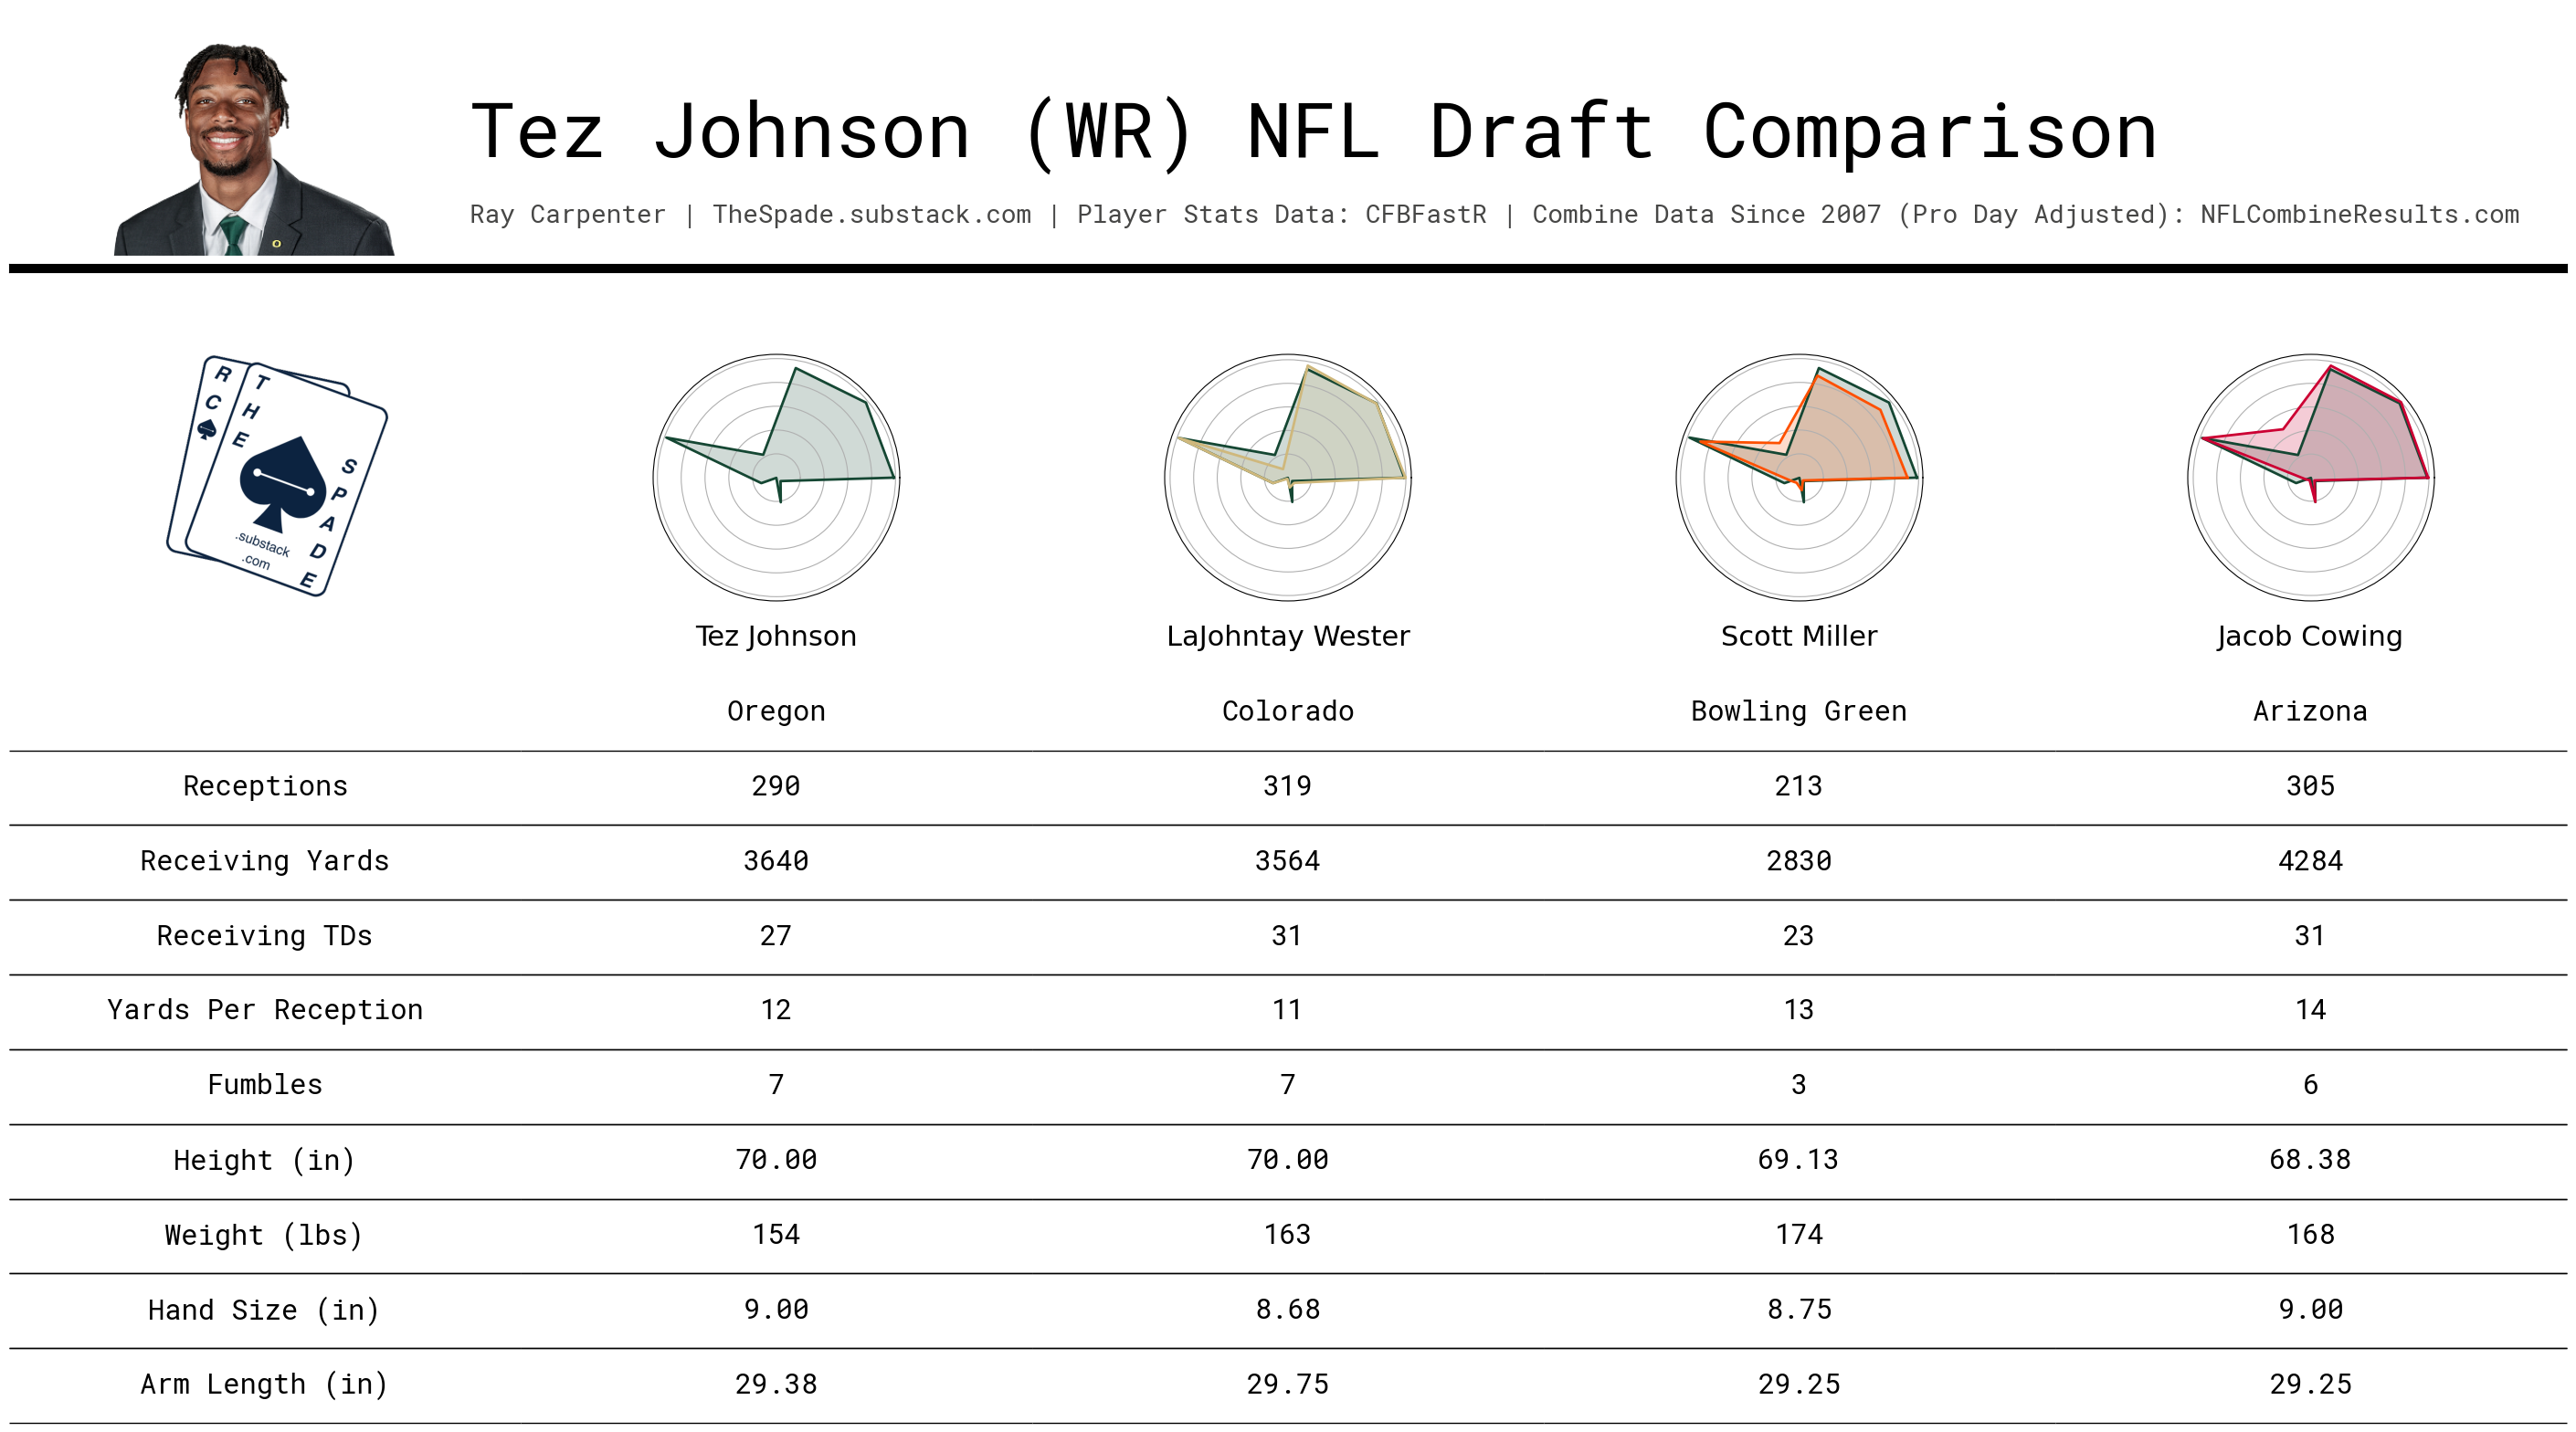 Tez Johnson (WR) NFL Draft Comparison
Ray Carpenter | TheSpade.substack.com | Player Stats Data: CFBFastR | Combine Data Since 2007 (Pro Day Adjusted): NFLCombineResults.com
RC
THE
SPADE
.substack
.com
Tez Johnson LaJohntay Wester Scott Miller Jacob Cowing
Oregon Colorado Bowling Green Arizona
Receptions 290 319 213 305
Receiving Yards 3640 3564 2830 4284
Receiving TDs 27 31 23 31
Yards Per Reception 12 11 13 14
Fumbles 7 7 3 6
Height (in) 70.00 70.00 69.13 68.38
Weight (lbs) 154 163 174 168
Hand Size (in) 9.00 8.68 8.75 9.00
Arm Length (in) 29.38 29.75 29.25 29.25